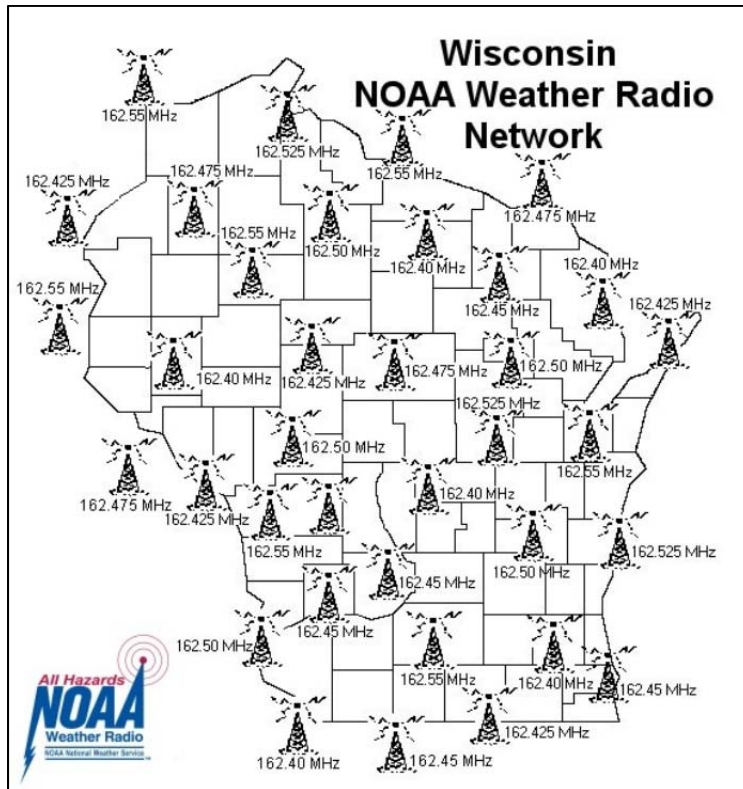 Wisconsin
NOAA Weather Radio
Network
162.55 MHz
162.525 MHz
162.55 MHz
162.475 MHz
162.475 MHz
162.425 MHz
162.55 MHz
162.50 MHz
162.40 MHz
162.40 MHz
162.55 MHz
162.45 MHz
162.425 MHz
162.40 MHz
162.425 MHz
162.475 MHz
162.50 MHz
162.525 MHz
162.50 MHz
162.55 MHz
162.475 MHz
162.425 MHz
162.40 MHz
162.55 MHz
162.525 MHz
162.50 MHz
162.45 MHz
162.45 MHz
162.50 MHz
162.55 MHz
162.40 MHz
162.45 MHz
162.425 MHz
162.40 MHz
162.45 MHz
All Hazards
NOAA
Weather Radio
NOAA National Weather Service